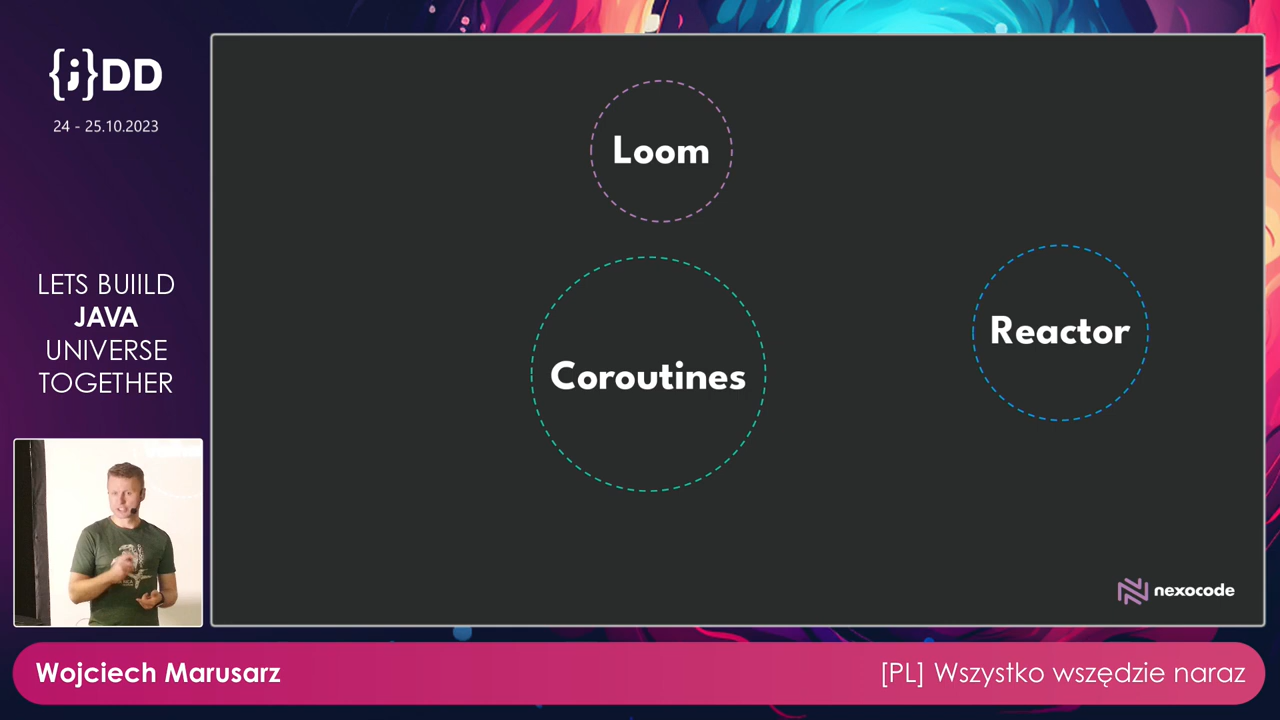 {j}DD
24 - 25.10.2023
LETS BUIILD
JAVA
UNIVERSE
TOGETHER
Loom
Coroutines
Reactor
nexocode
Wojciech Marusarz
[PL] Wszystko wszędzie naraz